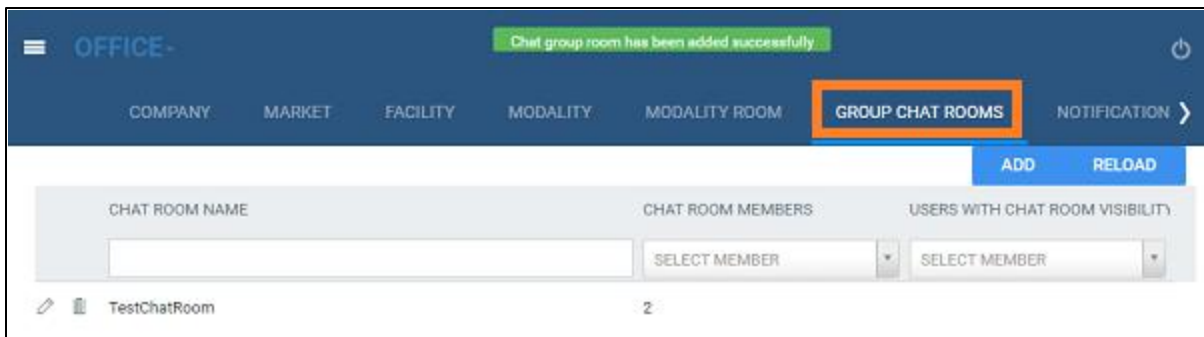 Chat group room has been added successfully
OFFICE-
COMPANY MARKET FACILITY MODALITY MODALITY ROOM GROUP CHAT ROOMS NOTIFICATION
ADD RELOAD
CHAT ROOM NAME CHAT ROOM MEMBERS USERS WITH CHAT ROOM VISIBILITY
SELECT MEMBER SELECT MEMBER
TestChatRoom 2